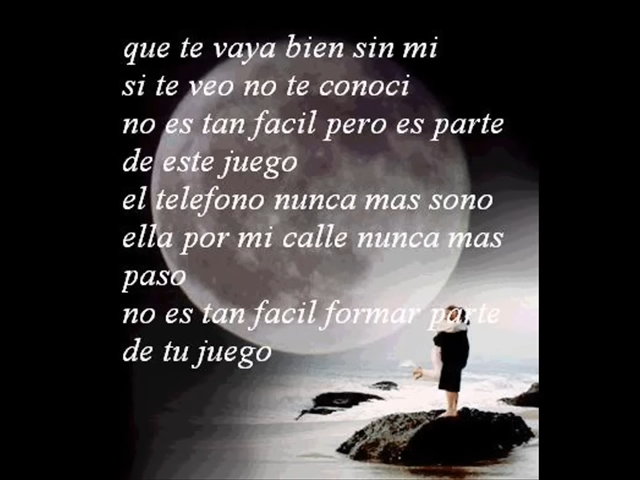 que te vaya bien sin mi
si te veo no te conoci
no es tan facil pero es parte
de este juego
el telefono nunca mas sono
ella por mi calle nunca mas
paso
no es tan facil formar parte
de tu juego